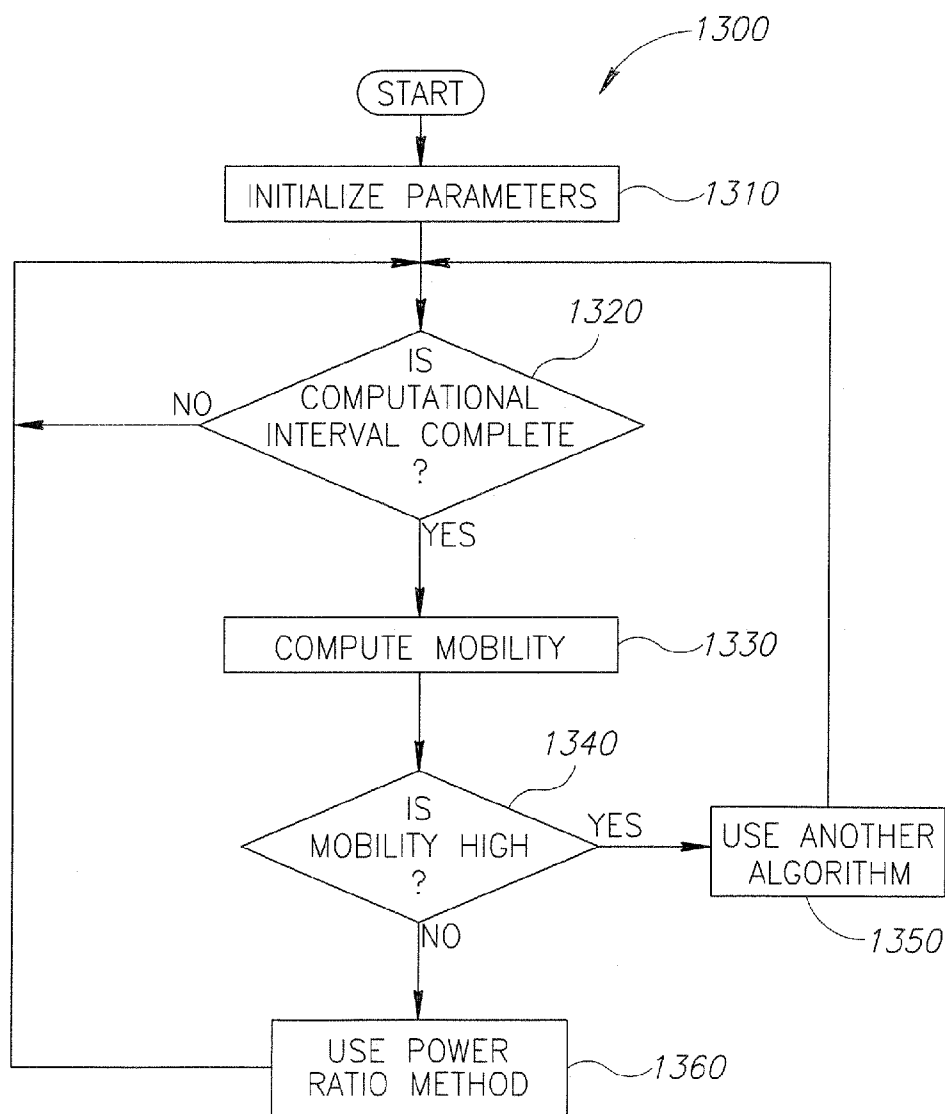 1300
START
INITIALIZE PARAMETERS
1310
1320
IS
COMPUTATIONAL
INTERVAL COMPLETE
?
NO
YES
COMPUTE MOBILITY
1330
1340
IS
MOBILITY HIGH
?
YES
USE ANOTHER
ALGORITHM
1350
NO
USE POWER
RATIO METHOD
1360